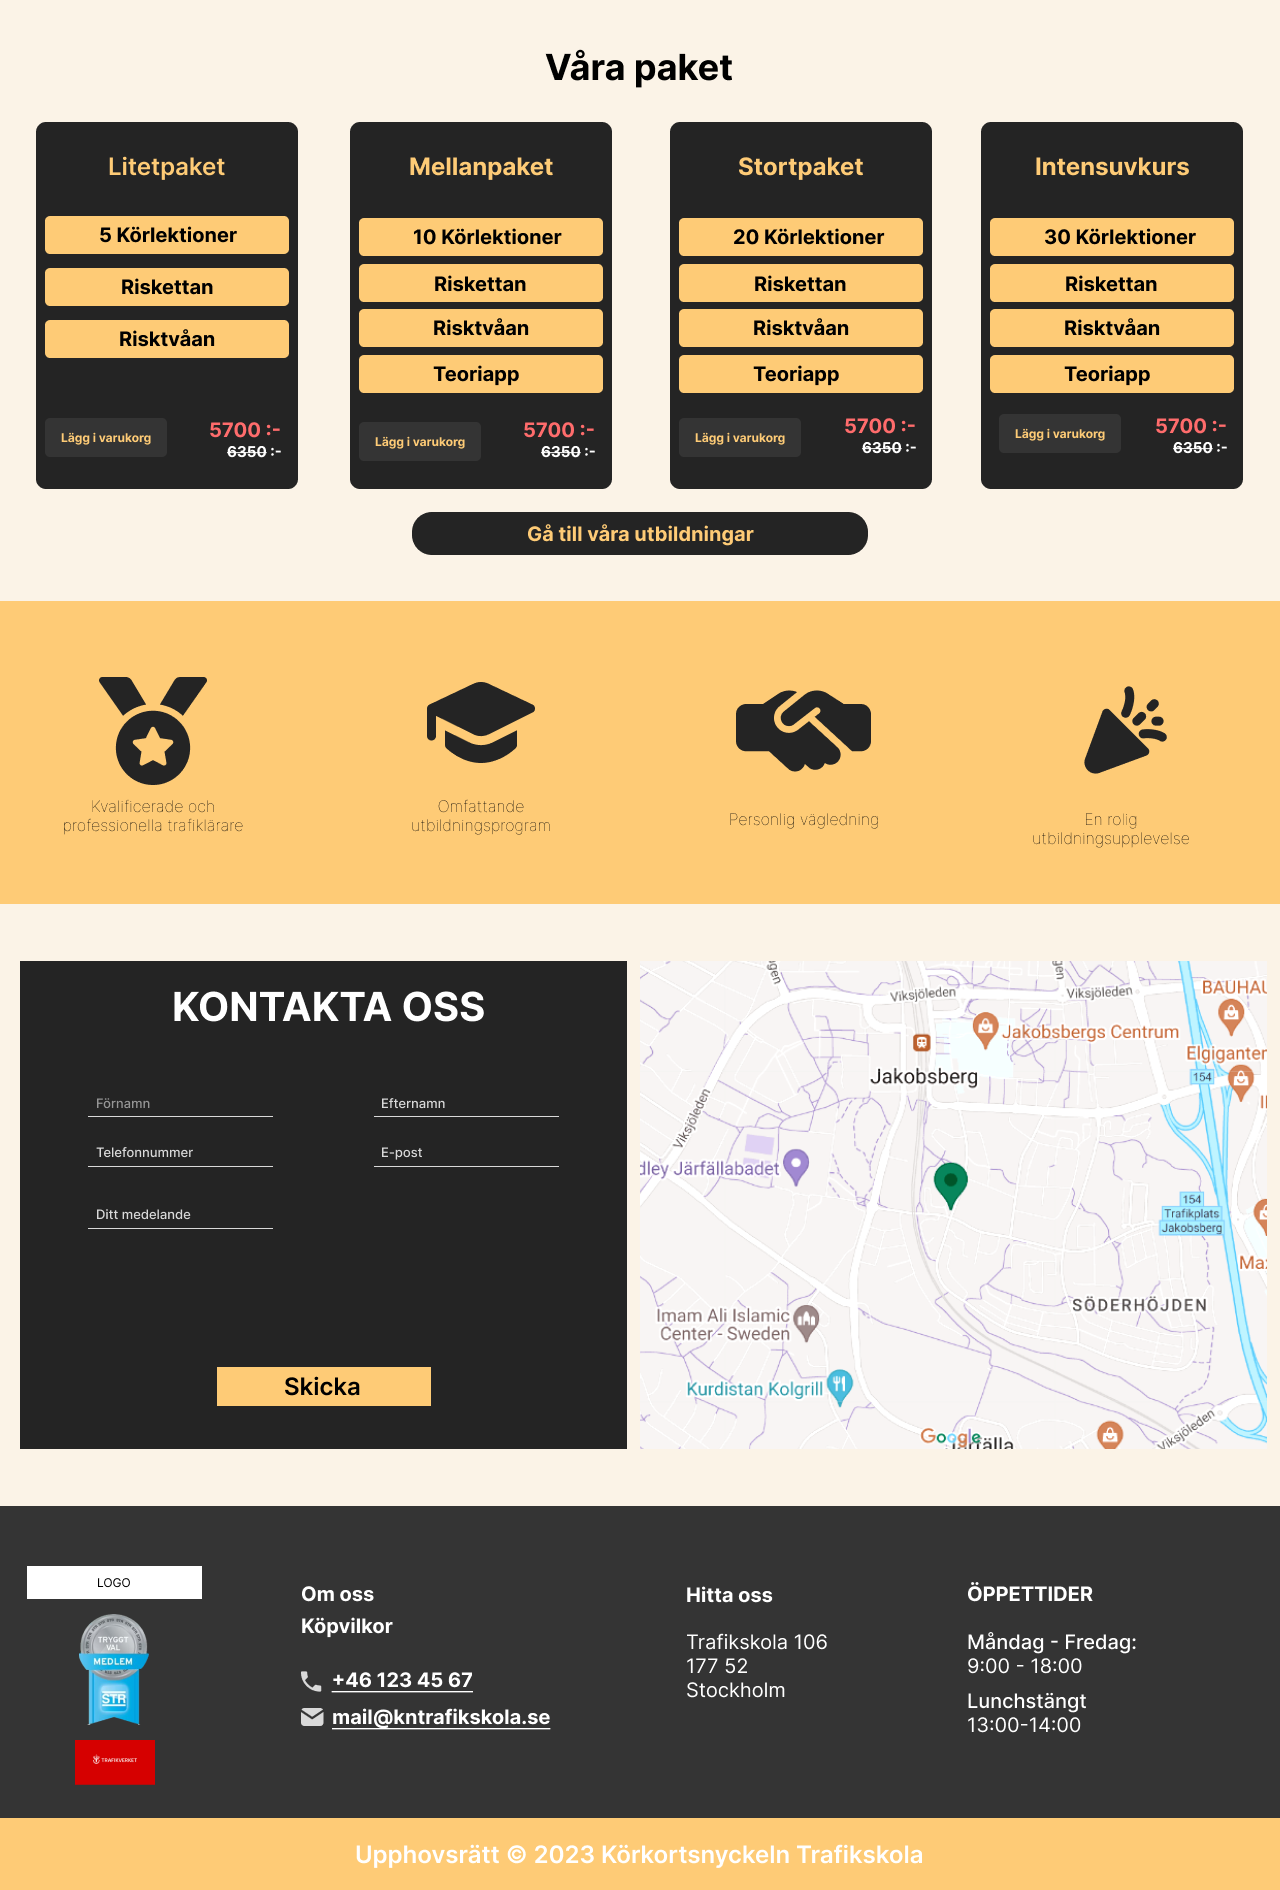 Våra paket
Litetpaket
5 Körlektioner
Riskettan
Risktvåan
Lägg i varukorg
5700 :-
6350 :-
Mellanpaket
10 Körlektioner
Riskettan
Risktvåan
Teoriapp
Lägg i varukorg
5700 :-
6350 :-
Stortpaket
20 Körlektioner
Riskettan
Risktvåan
Teoriapp
Lägg i varukorg
5700 :-
6350 :-
Intensuvkurs
30 Körlektioner
Riskettan
Risktvåan
Teoriapp
Lägg i varukorg
5700 :-
6350 :-
Gå till våra utbildningar
Kvalificerade och
professionella trafiklärare
Omfattande
utbildningsprogram
Personlig vägledning
En rolig
utbildningsupplevelse
KONTAKTA OSS
Förnamn
Efternamn
Telefonnummer
E-post
Ditt medelande
Skicka
Viksjöleden
Viksjöleden
BAUHAU
Jakobsbergs Centrum
Elgiganter
Jakobsberg
154
Viksjöleden
dley Järfällabadet
154
Trafikplats
Jakobsberg
Max
SÖDERHÖJDEN
Imam Ali Islamic
Center - Sweden
Kurdistan Kolgrill
Viksjöleden
Google
Järfälla
LOGO
TRYGGT
VAL
MEDLEM
STR
TRAFIKVERKET
Om oss
Köpvilkor
+46 123 45 67
mail@kntrafikskola.se
Hitta oss
Trafikskola 106
177 52
Stockholm
ÖPPETTIDER
Måndag - Fredag:
9:00 - 18:00
Lunchstängt
13:00-14:00
Upphovsrätt © 2023 Körkortsnyckeln Trafikskola